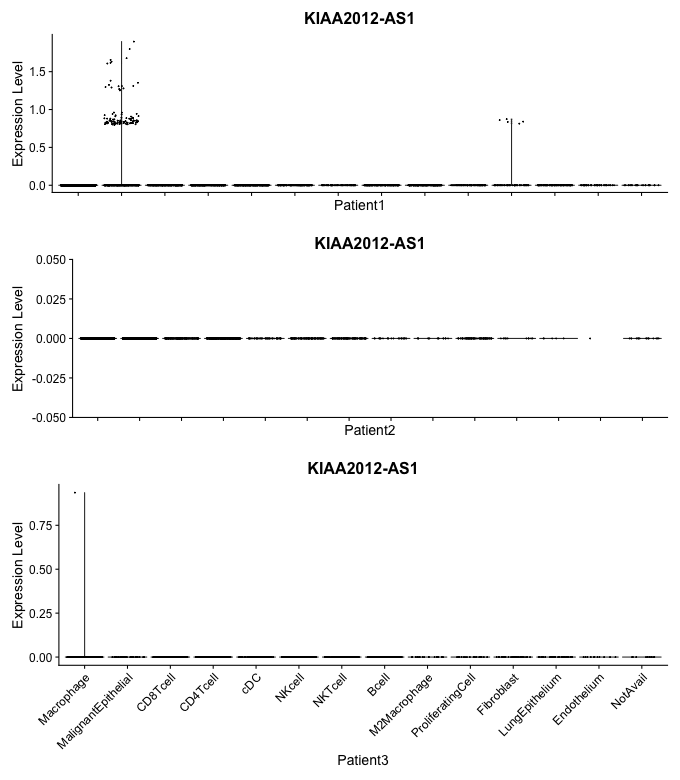 KIAA2012-AS1
Expression Level
1.5
1.0
0.5
0.0
Patient1
KIAA2012-AS1
Expression Level
0.050
0.025
0.000
-0.025
-0.050
Patient2
KIAA2012-AS1
Expression Level
0.75
0.50
0.25
0.00
Macrophage
MalignantEpithelial
CD8Tcell
CD4Tcell
cDC
NKcell
NKTcell
Bcell
M2Macrophage
ProliferatingCell
Fibroblast
LungEpithelium
Endothelium
NotAvail
Patient3